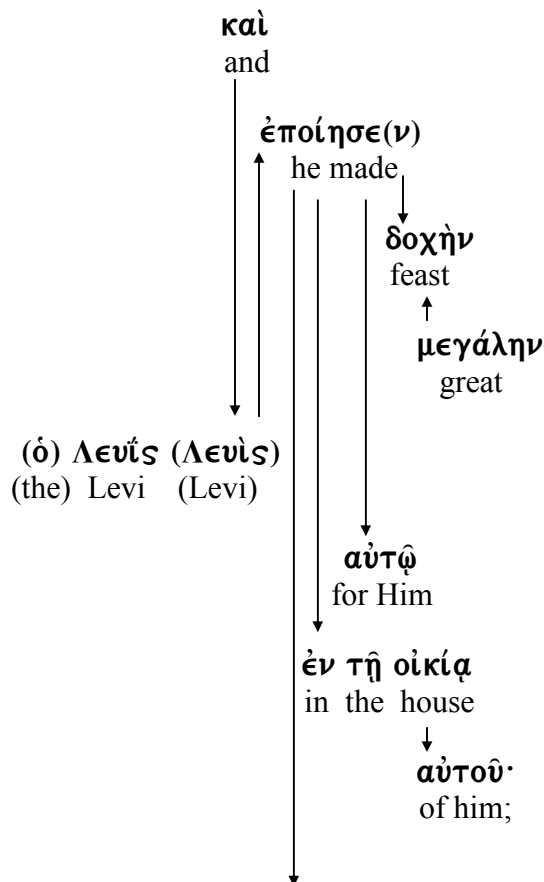 καὶ
and
ἐποίησε(ν)
he made
δοχὴν
feast
μεγάλην
great
(ὁ) Λευΐς (Λευὶς)
(the) Levi (Levi)
αὐτῷ
for Him
ἐν τῇ οἰκίᾳ
in the house
αὐτοῦ·
of him;